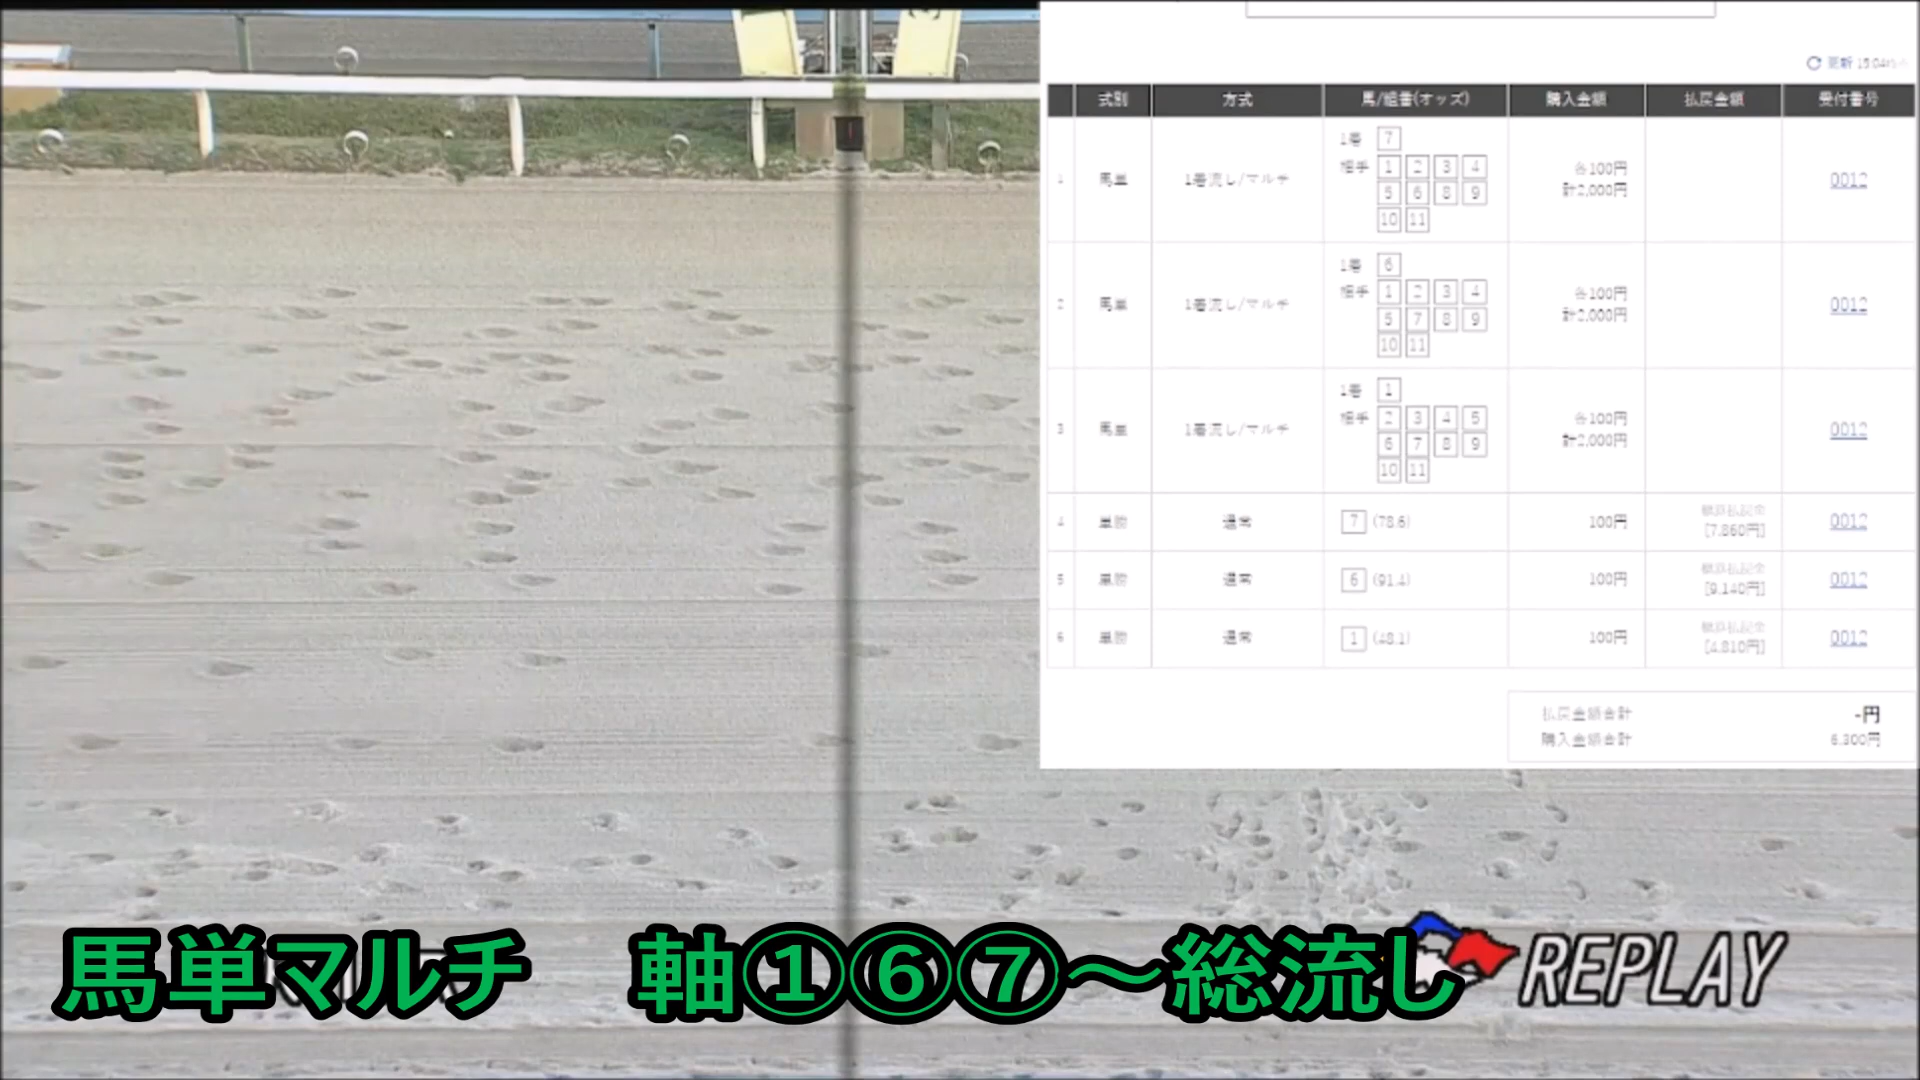 更新 15:04
式別 方式 馬/組番(オッズ) 購入金額 払戻金額 受付番号
1着 7
1 馬単 1着流し/マルチ 相手 1 2 3 4 各100円 0012
5 6 8 9 計2,000円
10 11
1着 6
2 馬単 1着流し/マルチ 相手 1 2 3 4 各100円 0012
5 7 8 9 計2,000円
10 11
1着 1
3 馬単 1着流し/マルチ 相手 2 3 4 5 各100円 0012
6 7 8 9 計2,000円
10 11
4 単勝 通常 7 (78.6) 100円 [7,860円] 0012
5 単勝 通常 6 (91.4) 100円 [9,140円] 0012
6 単勝 通常 1 (48.1) 100円 [4,810円] 0012
払戻金額合計 -円
購入金額合計 6,300円
馬単マルチ 軸①⑥⑦~総流し
REPLAY